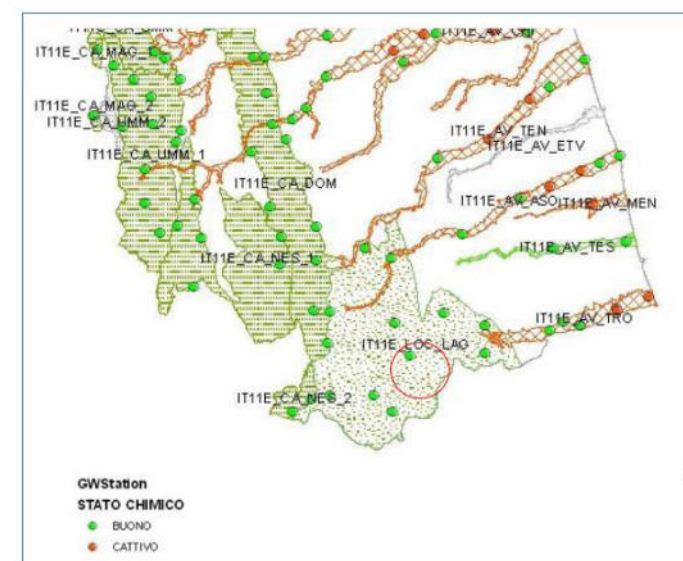 IT11E_CA_MAG_1
IT11E_AV_CHI
IT11E_CA_MAG_2
IT11E_CA_UMM_2
IT11E_AV_TEN
IT11E_AV_ETV
IT11E_CA_UMM_1
IT11E_CA_DOM
IT11E_AV_ASO
IT11E_AV_MEN
IT11E_CA_NES_1
IT11E_AV_TES
IT11E_AV_TRO
IT11E_LOC_LAG
IT11E_CA_NES_2
GWStation
STATO CHIMICO
BUONO
CATTIVO